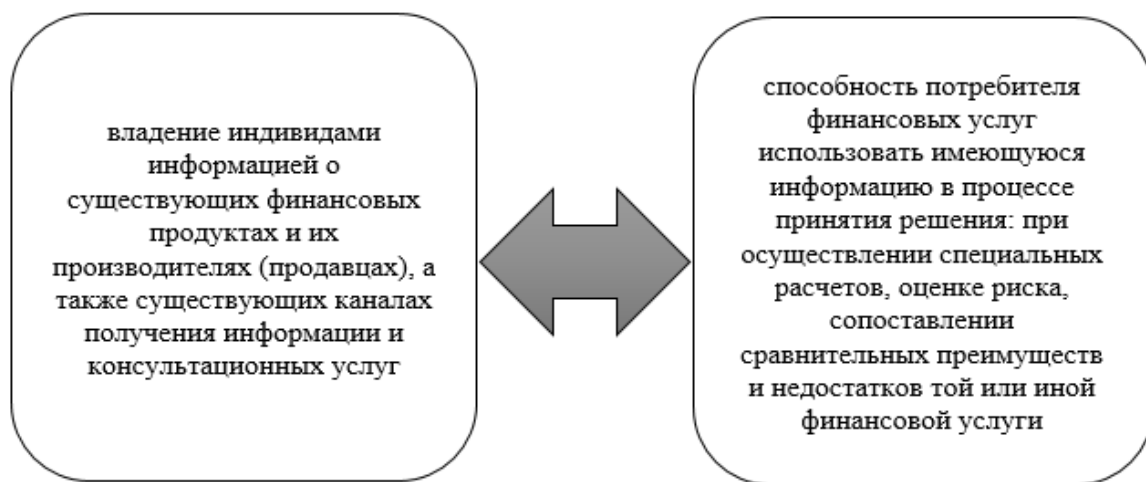 владение индивидами
информацией о
существующих финансовых
продуктах и их
производителях (продавцах), а
также существующих каналах
получения информации и
консультационных услуг
способность потребителя
финансовых услуг
использовать имеющуюся
информацию в процессе
принятия решения: при
осуществлении специальных
расчетов, оценке риска,
сопоставлении
сравнительных преимуществ
и недостатков той или иной
финансовой услуги